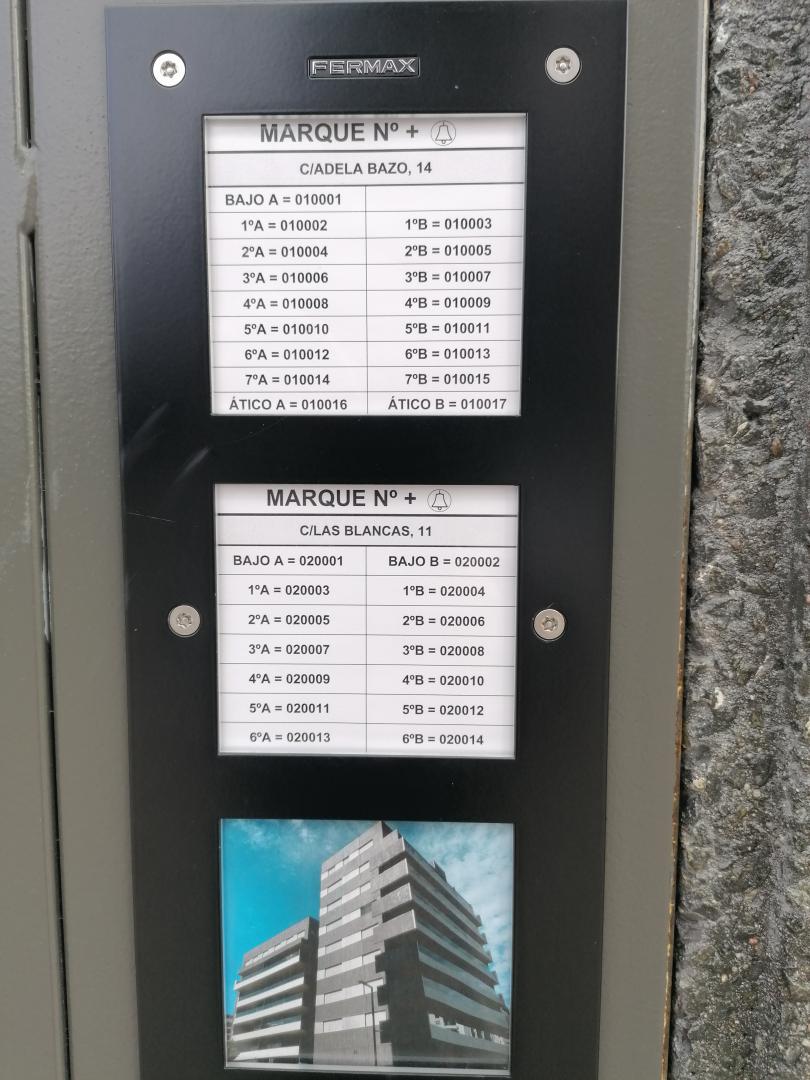 FERMAX
MARQUE Nº +
C/ADELA BAZO, 14
BAJO A = 010001
1ºA = 010002 1ºB = 010003
2ºA = 010004 2ºB = 010005
3ºA = 010006 3ºB = 010007
4ºA = 010008 4ºB = 010009
5ºA = 010010 5ºB = 010011
6ºA = 010012 6ºB = 010013
7ºA = 010014 7ºB = 010015
ÁTICO A = 010016 ÁTICO B = 010017
MARQUE Nº +
C/LAS BLANCAS, 11
BAJO A = 020001 BAJO B = 020002
1ºA = 020003 1ºB = 020004
2ºA = 020005 2ºB = 020006
3ºA = 020007 3ºB = 020008
4ºA = 020009 4ºB = 020010
5ºA = 020011 5ºB = 020012
6ºA = 020013 6ºB = 020014